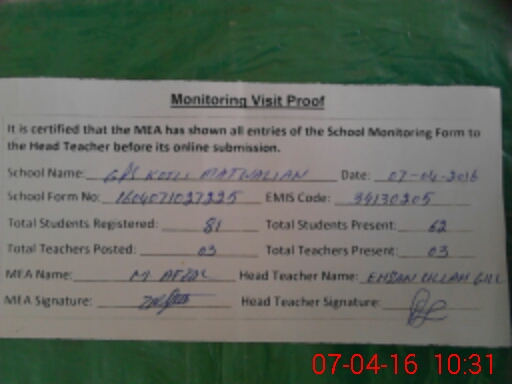 Monitoring Visit Proof
It is certified that the MEA has shown all entries of the School Monitoring Form to
the Head Teacher before its online submission.
School Name: GPS KOTLI MATWALIAN Date: 07-04-2016
School Form No: 1604071027225 EMIS Code: 34130205
Total Students Registered: 81 Total Students Present: 62
Total Teachers Posted: 03 Total Teachers Present: 03
MEA Name: M AFZAL Head Teacher Name: EHSAN ULLAH GILL
MEA Signature: Head Teacher Signature:
07-04-16 10:31